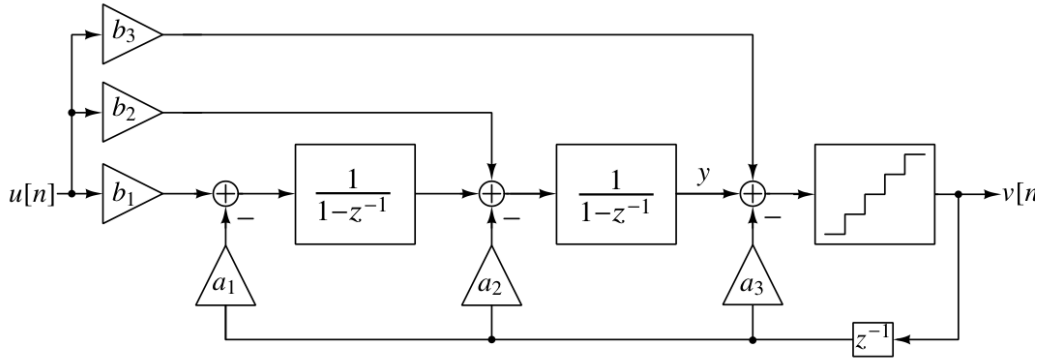 b₃
b₂
u[n]
b₁
1
1−z⁻¹
1
1−z⁻¹
y
v[n
a₁
a₂
a₃
z⁻¹